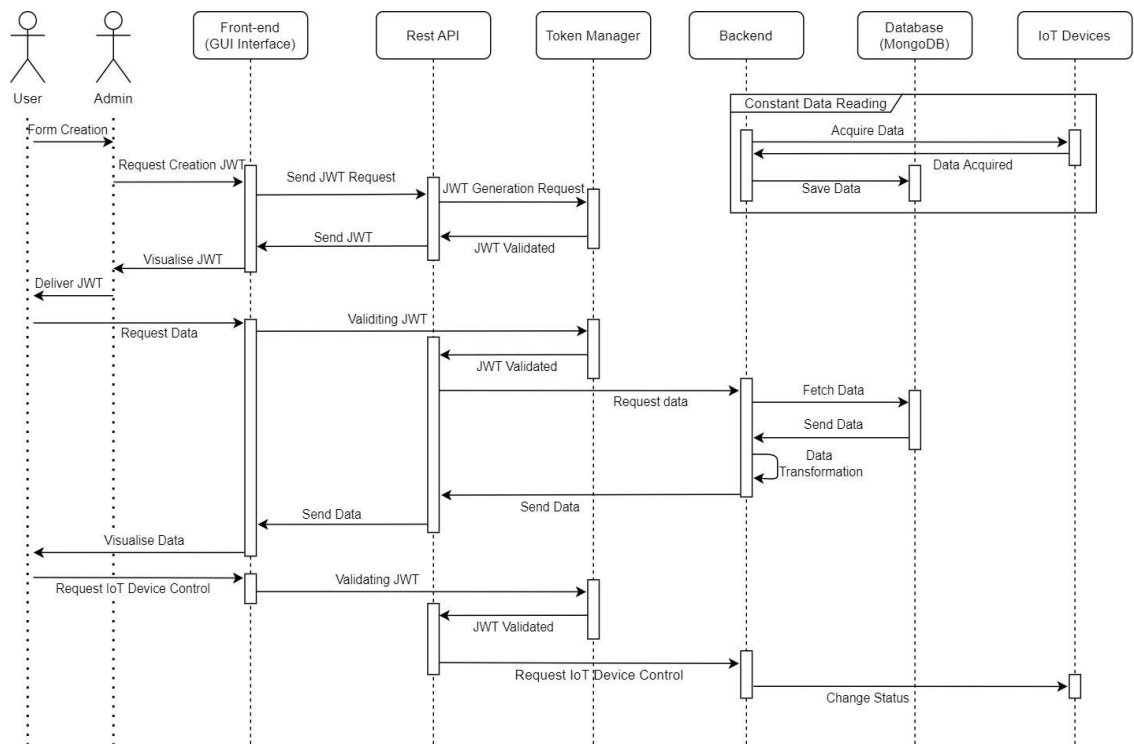 Front-end
(GUI Interface)
Rest API
Token Manager
Backend
Database
(MongoDB)
IoT Devices
User
Admin
Constant Data Reading
Form Creation
Acquire Data
Request Creation JWT
Data Acquired
Send JWT Request
JWT Generation Request
Save Data
Send JWT
JWT Validated
Visualise JWT
Deliver JWT
Request Data
Validiting JWT
JWT Validated
Request data
Fetch Data
Send Data
Data
Transformation
Send Data
Send Data
Visualise Data
Request IoT Device Control
Validating JWT
JWT Validated
Request IoT Device Control
Change Status